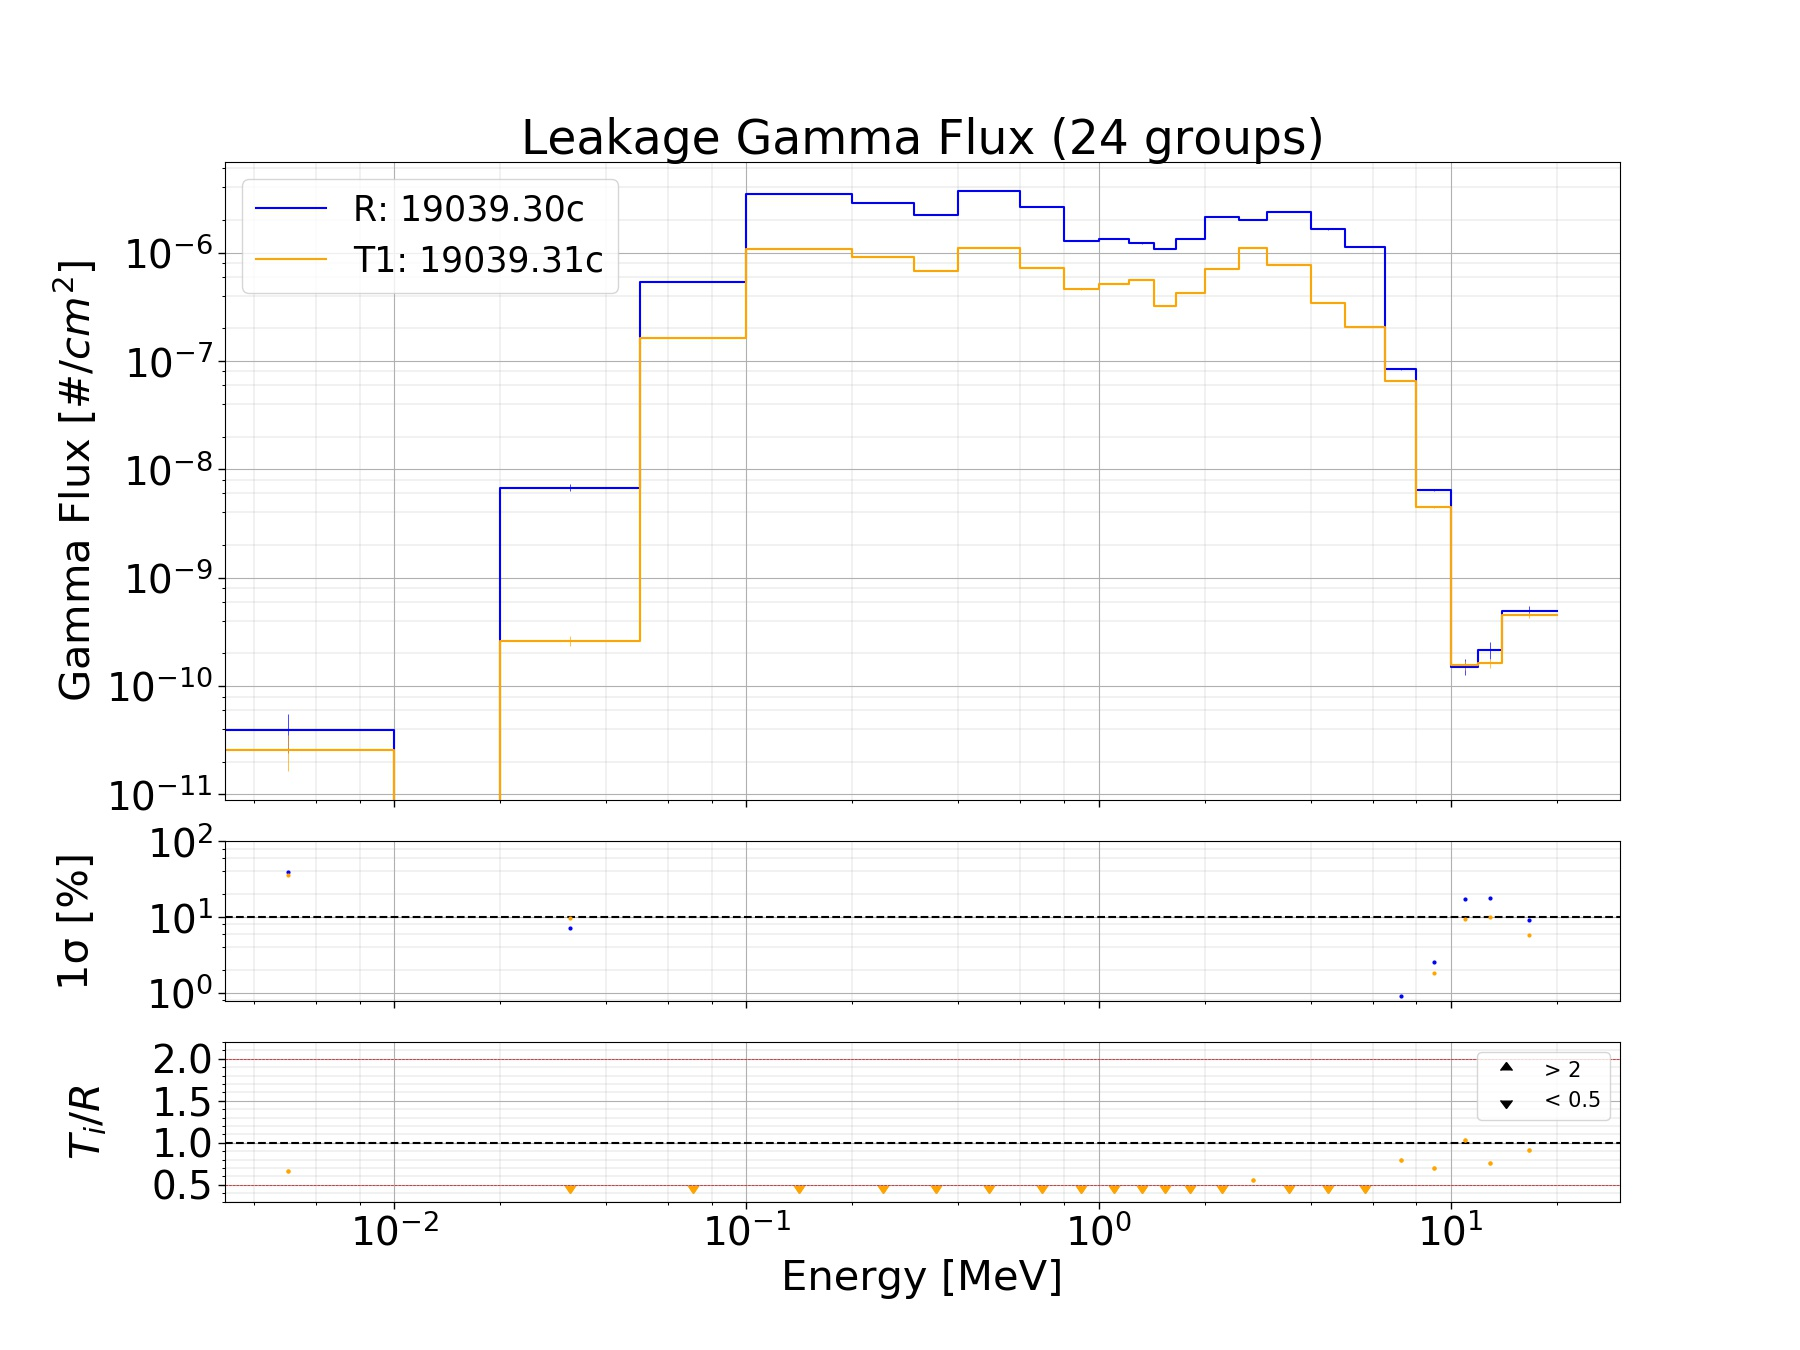 Leakage Gamma Flux (24 groups)
R: 19039.30c
T1: 19039.31c
Gamma Flux [#/cm²]
10⁻⁶
10⁻⁷
10⁻⁸
10⁻⁹
10⁻¹⁰
10⁻¹¹
1σ [%]
10²
10¹
10⁰
Tᵢ/R
2.0
1.5
1.0
0.5
> 2
< 0.5
10⁻² 10⁻¹ 10⁰ 10¹
Energy [MeV]